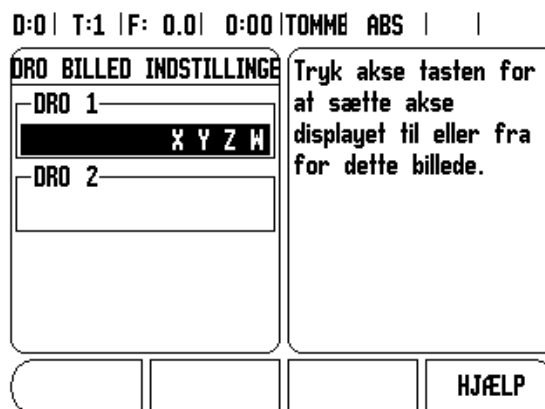 D:0| T:1 |F: 0.0| 0:00|TOMME ABS | |
DRO BILLED INDSTILLINGE
DRO 1
X Y Z W
DRO 2
Tryk akse tasten for
at sætte akse
displayet til eller fra
for dette billede.
HJÆLP